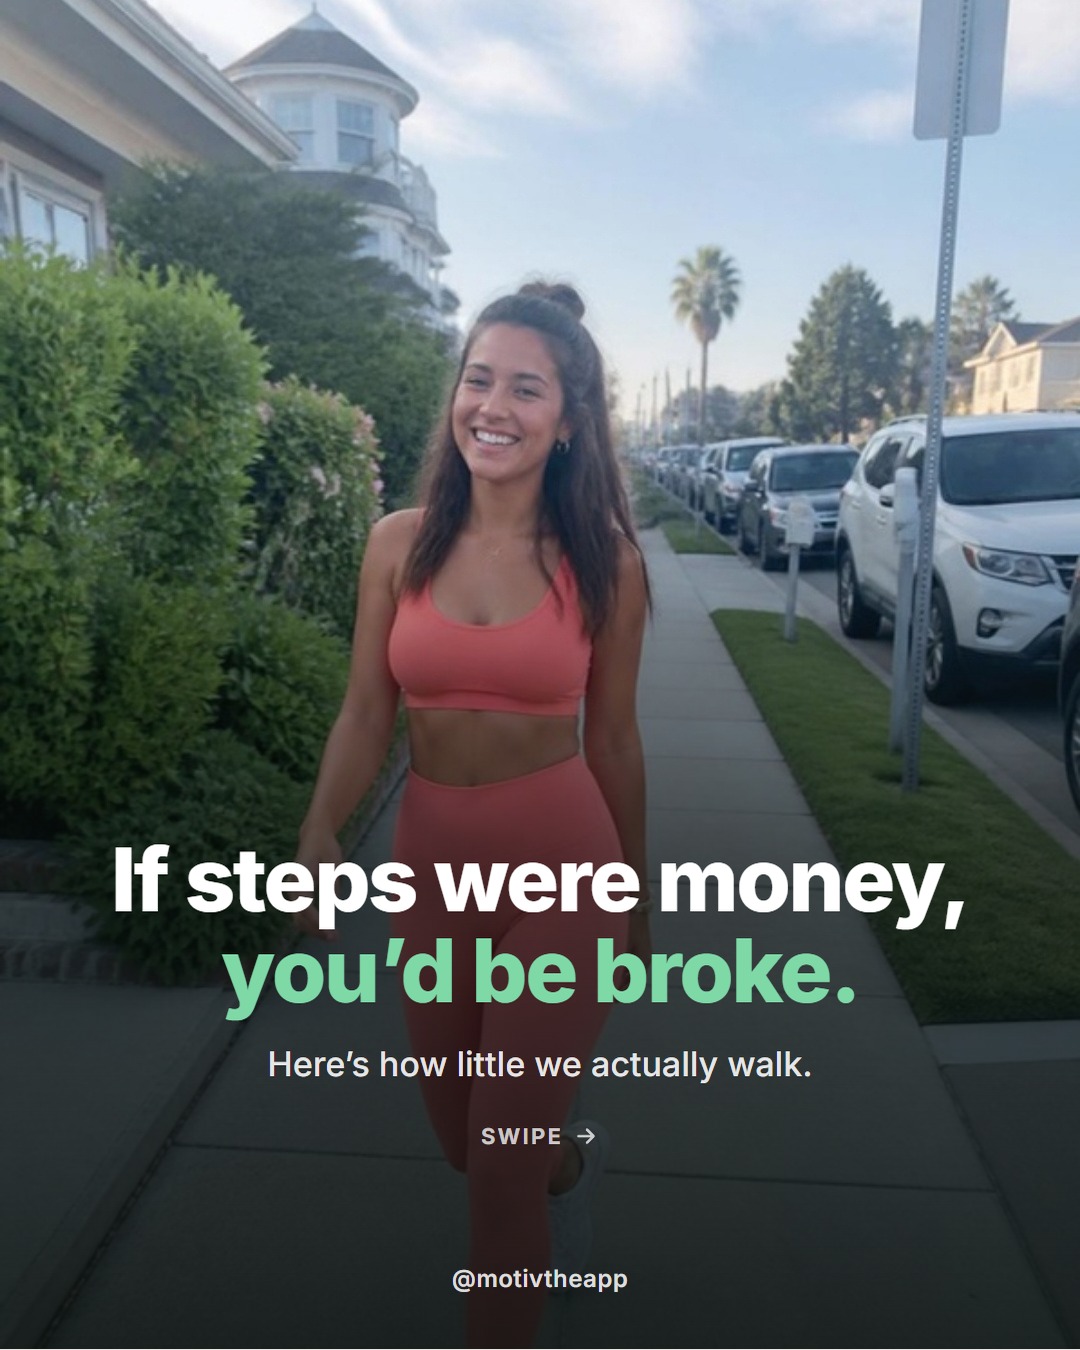 If steps were money,
you’d be broke.
Here’s how little we actually walk.
SWIPE →
@motivtheapp